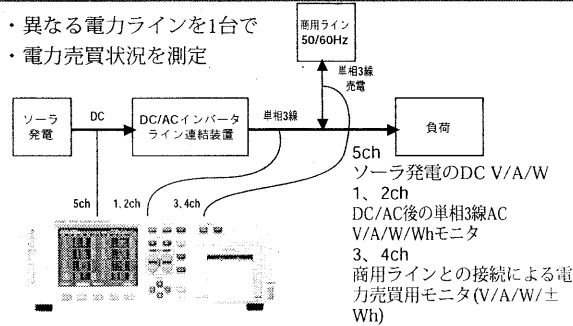 ・異なる電力ラインを1台で
・電力売買状況を測定
商用ライン
50/60Hz
単相3線
売電
ソーラ
発電
DC
DC/ACインバータ
ライン連結装置
単相3線
負荷
5ch
1、2ch
3、4ch
5ch
ソーラ発電のDC V/A/W
1、2ch
DC/AC後の単相3線AC
V/A/W/Whモニタ
3、4ch
商用ラインとの接続による電
力売買用モニタ(V/A/W/±
Wh)